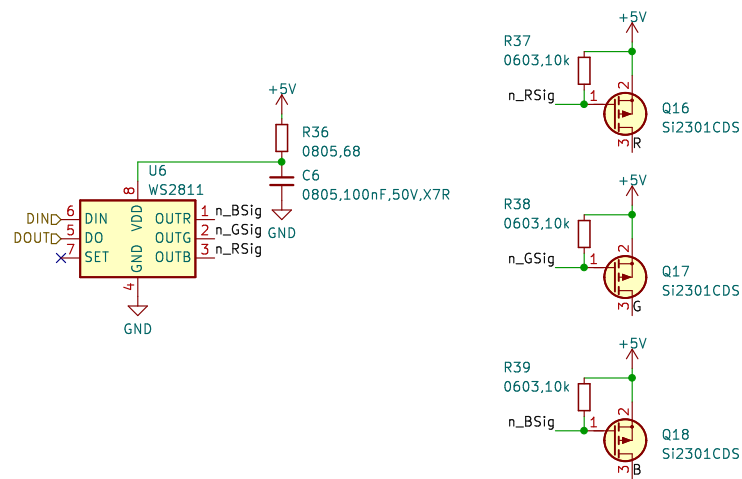 +5V
R36
0805,68
C6
0805,100nF,50V,X7R
GND
U6
WS2811
8
VDD
DIN 6 DIN OUTR 1 n_BSig
DOUT 5 DO OUTG 2 n_GSig
7 SET OUTB 3 n_RSig
GND
4
GND
+5V
R37
0603,10k
n_RSig 1
2
Q16
Si2301CDS
3 R
+5V
R38
0603,10k
n_GSig 1
2
Q17
Si2301CDS
3 G
+5V
R39
0603,10k
n_BSig 1
2
Q18
Si2301CDS
3 B